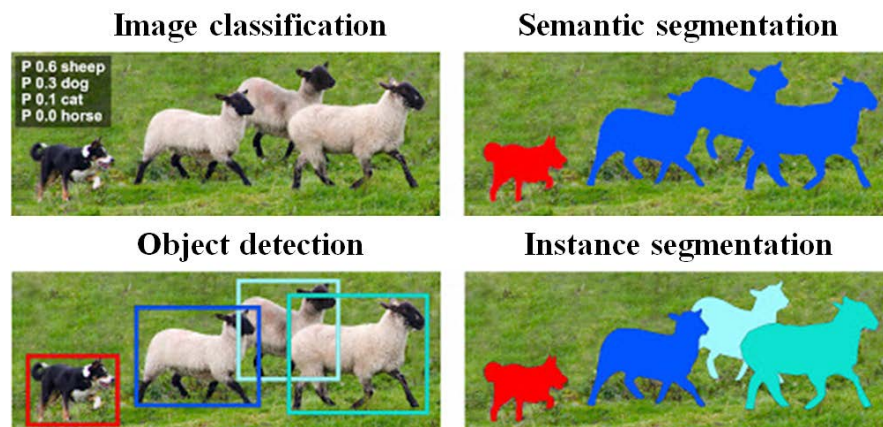 Image classification
P 0.6 sheep
P 0.3 dog
P 0.1 cat
P 0.0 horse
Semantic segmentation
Object detection
Instance segmentation